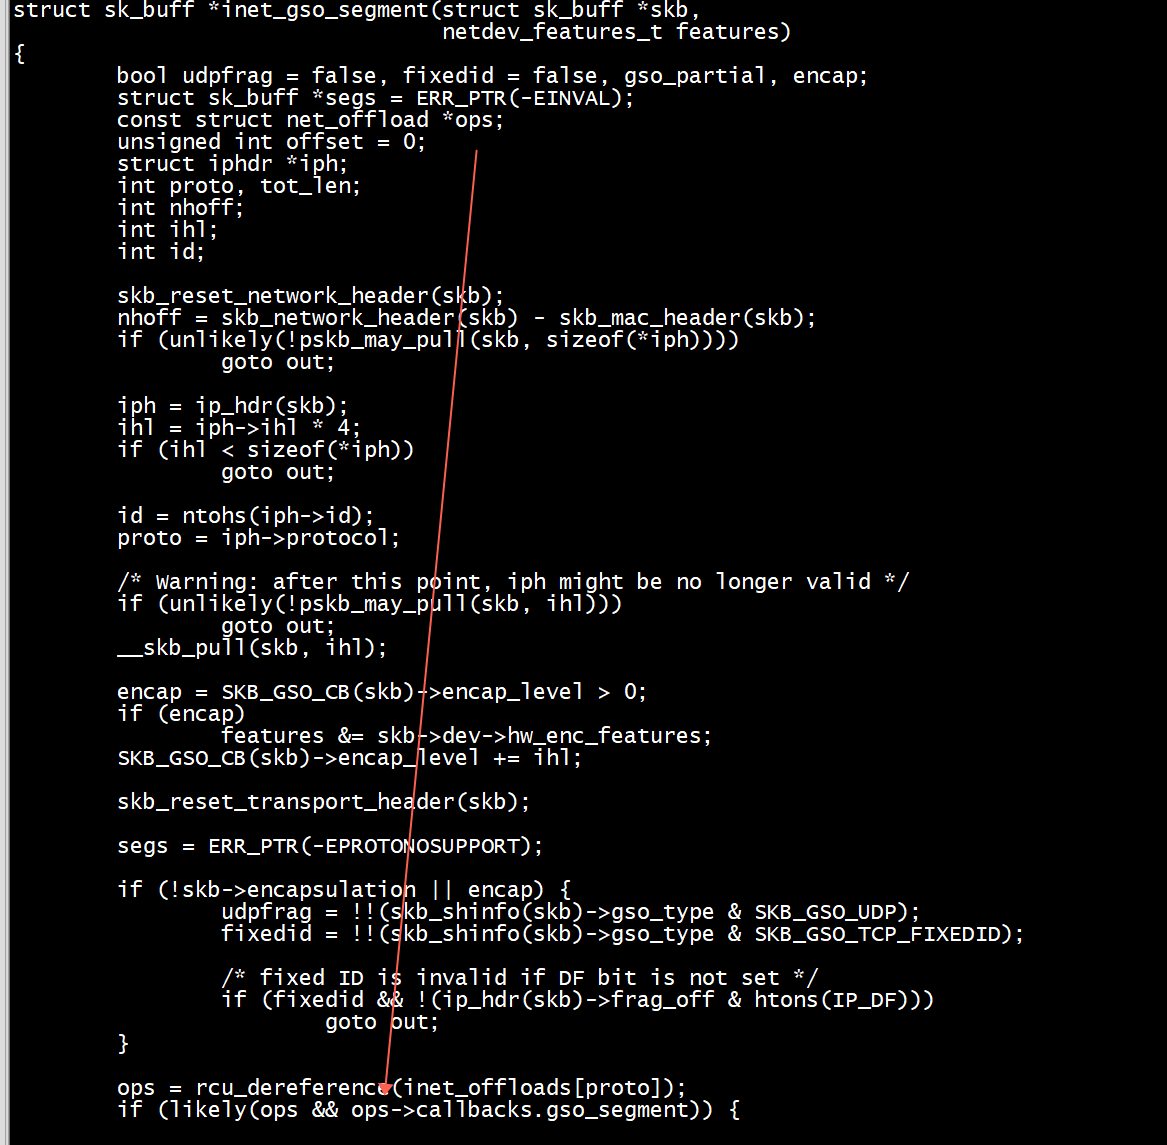 struct sk_buff *inet_gso_segment(struct sk_buff *skb,
                                 netdev_features_t features)
{
        bool udpfrag = false, fixedid = false, gso_partial, encap;
        struct sk_buff *segs = ERR_PTR(-EINVAL);
        const struct net_offload *ops;
        unsigned int offset = 0;
        struct iphdr *iph;
        int proto, tot_len;
        int nhoff;
        int ihl;
        int id;

        skb_reset_network_header(skb);
        nhoff = skb_network_header(skb) - skb_mac_header(skb);
        if (unlikely(!pskb_may_pull(skb, sizeof(*iph))))
                goto out;

        iph = ip_hdr(skb);
        ihl = iph->ihl * 4;
        if (ihl < sizeof(*iph))
                goto out;

        id = ntohs(iph->id);
        proto = iph->protocol;

        /* Warning: after this point, iph might be no longer valid */
        if (unlikely(!pskb_may_pull(skb, ihl)))
                goto out;
        __skb_pull(skb, ihl);

        encap = SKB_GSO_CB(skb)->encap_level > 0;
        if (encap)
                features &= skb->dev->hw_enc_features;
        SKB_GSO_CB(skb)->encap_level += ihl;

        skb_reset_transport_header(skb);

        segs = ERR_PTR(-EPROTONOSUPPORT);

        if (!skb->encapsulation || encap) {
                udpfrag = !!(skb_shinfo(skb)->gso_type & SKB_GSO_UDP);
                fixedid = !!(skb_shinfo(skb)->gso_type & SKB_GSO_TCP_FIXEDID);

                /* fixed ID is invalid if DF bit is not set */
                if (fixedid && !(ip_hdr(skb)->frag_off & htons(IP_DF)))
                        goto out;
        }

        ops = rcu_dereference(inet_offloads[proto]);
        if (likely(ops && ops->callbacks.gso_segment)) {